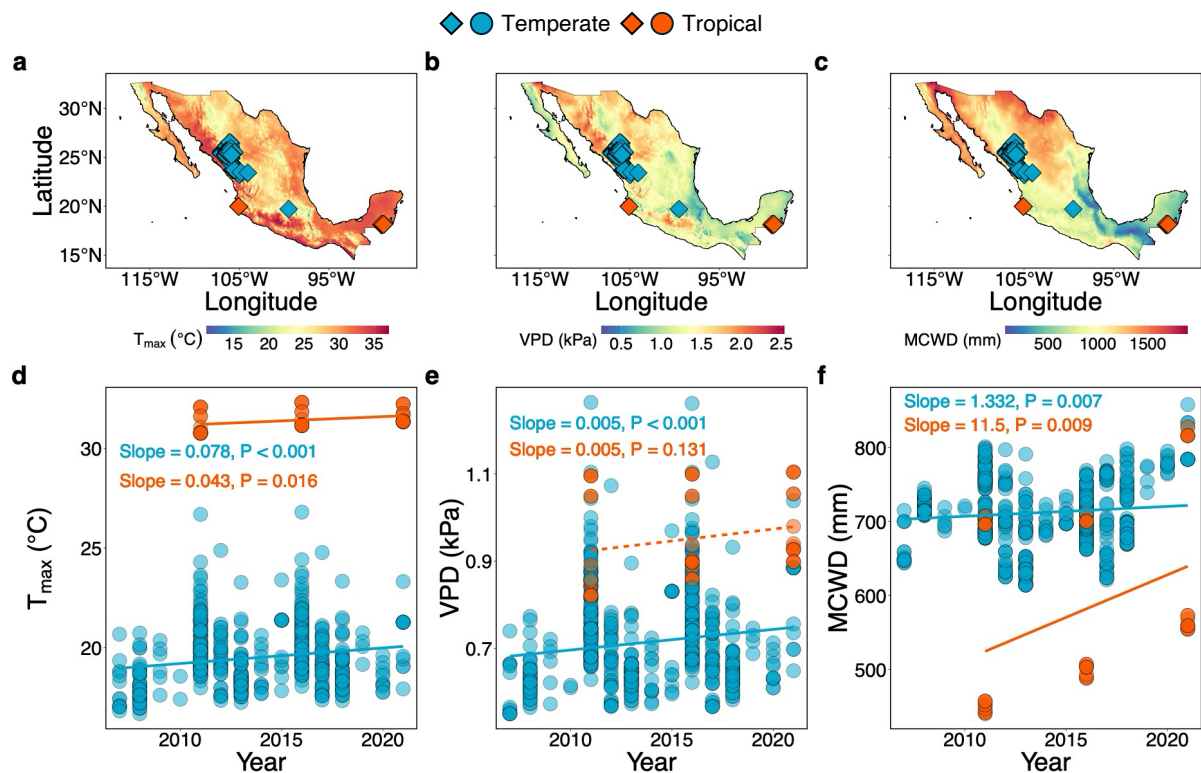 Temperate Tropical
a b c
30°N
25°N
20°N
15°N
Latitude
115°W 105°W 95°W 115°W 105°W 95°W 115°W 105°W 95°W
Longitude Longitude Longitude
Tmax (°C) 15 20 25 30 35
VPD (kPa) 0.5 1.0 1.5 2.0 2.5
MCWD (mm) 500 1000 1500
d
Slope = 0.078, P < 0.001
Slope = 0.043, P = 0.016
30
25
20
Tmax (°C)
2010 2015 2020
Year
e
Slope = 0.005, P < 0.001
Slope = 0.005, P = 0.131
1.1
0.9
0.7
VPD (kPa)
2010 2015 2020
Year
f
Slope = 1.332, P = 0.007
Slope = 11.5, P = 0.009
800
700
600
500
MCWD (mm)
2010 2015 2020
Year